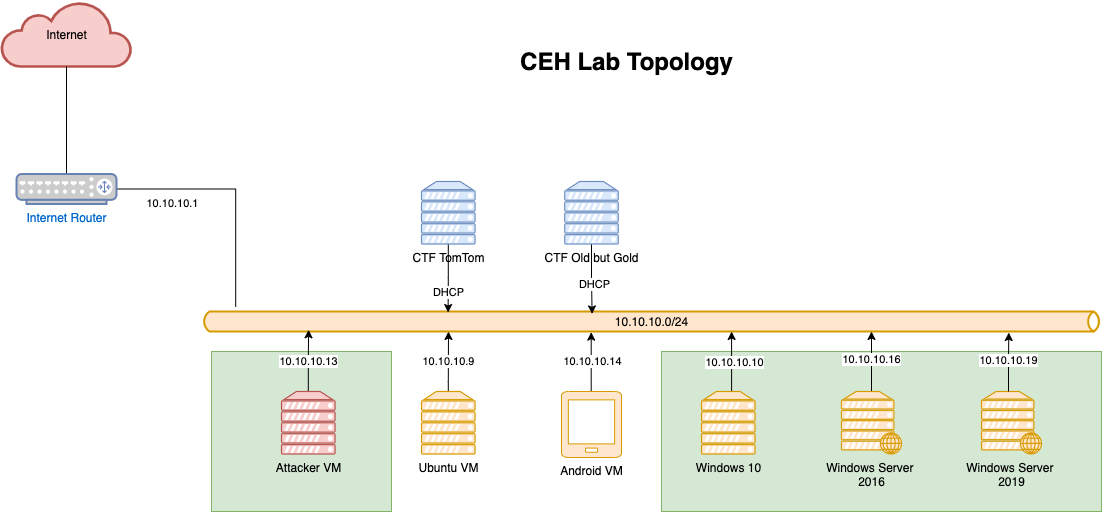 Internet
CEH Lab Topology
10.10.10.1
Internet Router
CTF TomTom
CTF Old but Gold
DHCP
DHCP
10.10.10.0/24
10.10.10.13
10.10.10.9
10.10.10.14
10.10.10.10
10.10.10.16
10.10.10.19
Attacker VM
Ubuntu VM
Android VM
Windows 10
Windows Server
2016
Windows Server
2019